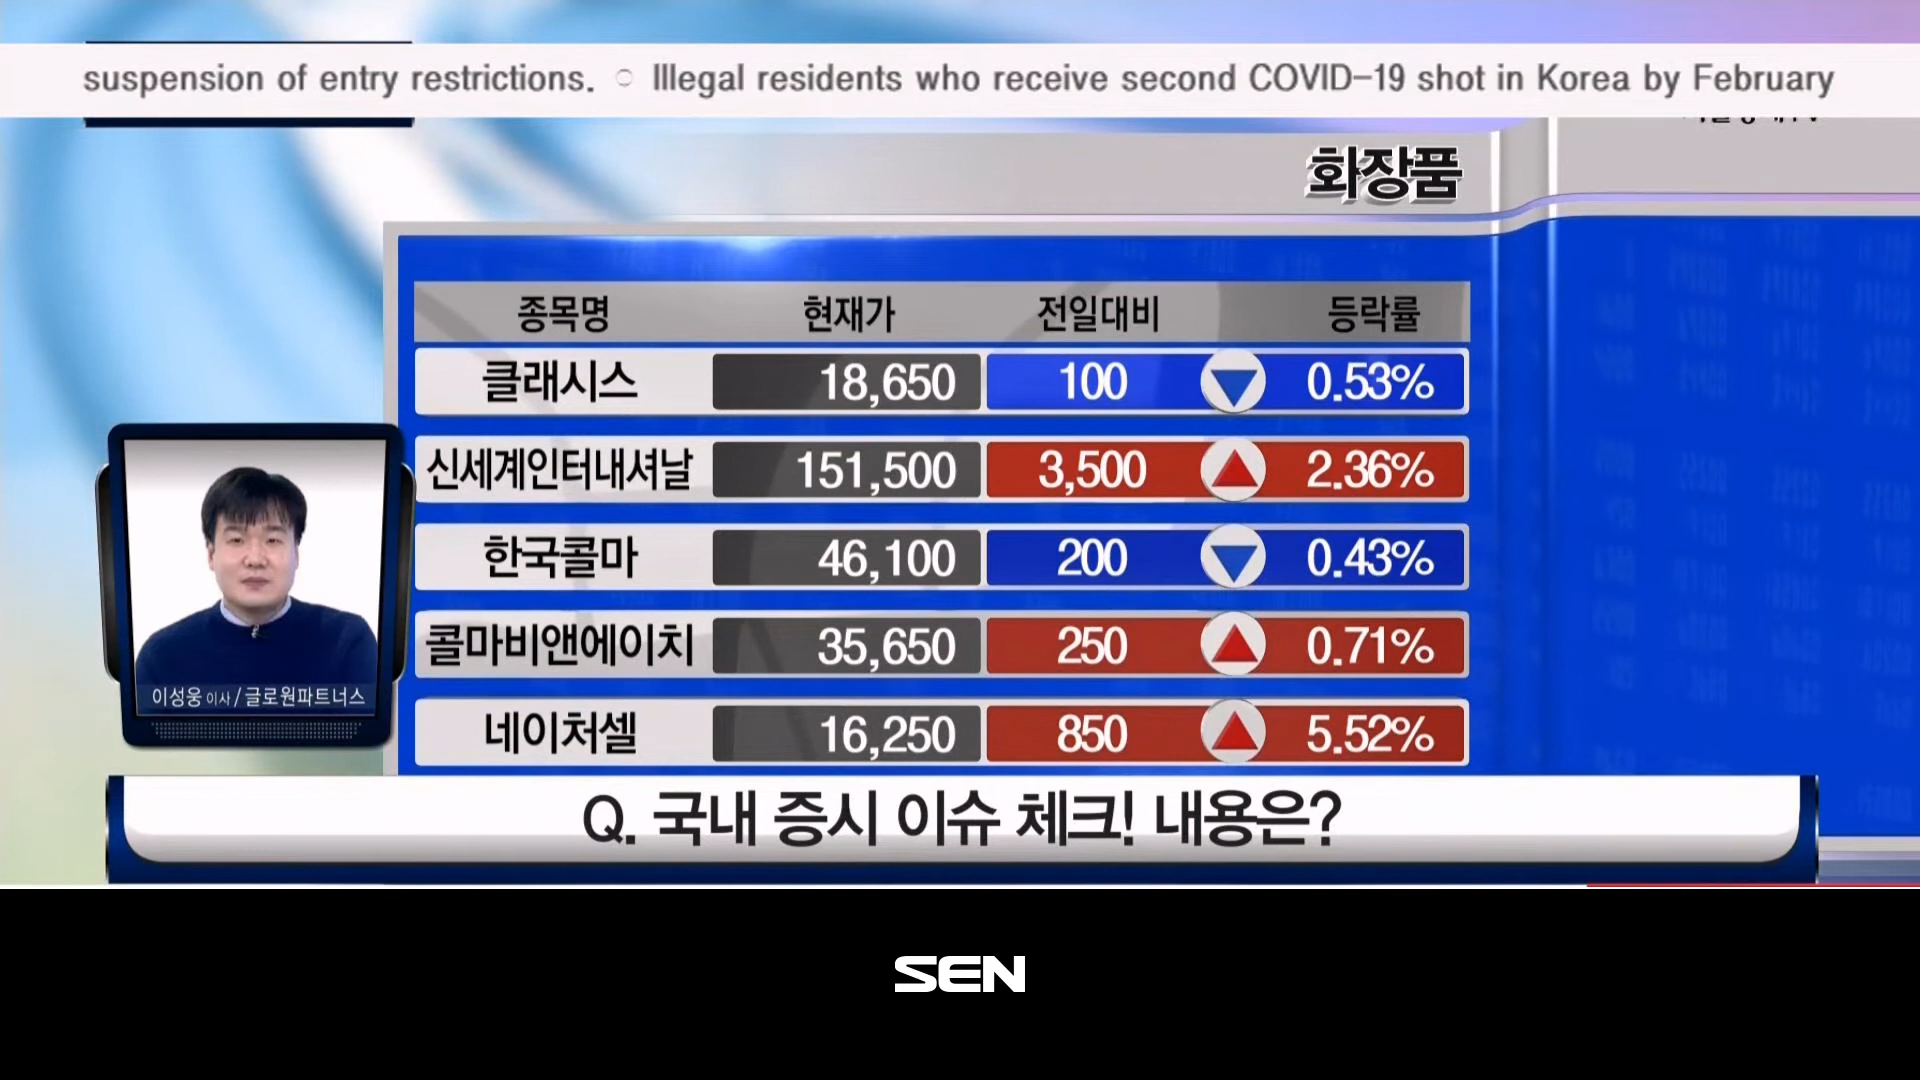 suspension of entry restrictions. ○ Illegal residents who receive second COVID-19 shot in Korea by February
화장품
종목명 현재가 전일대비 등락률
클래시스 18,650 100 ▼ 0.53%
신세계인터내셔날 151,500 3,500 ▲ 2.36%
한국콜마 46,100 200 ▼ 0.43%
콜마비앤에이치 35,650 250 ▲ 0.71%
네이처셀 16,250 850 ▲ 5.52%
이성웅 이사 / 글로원파트너스
Q. 국내 증시 이슈 체크! 내용은?
SEN